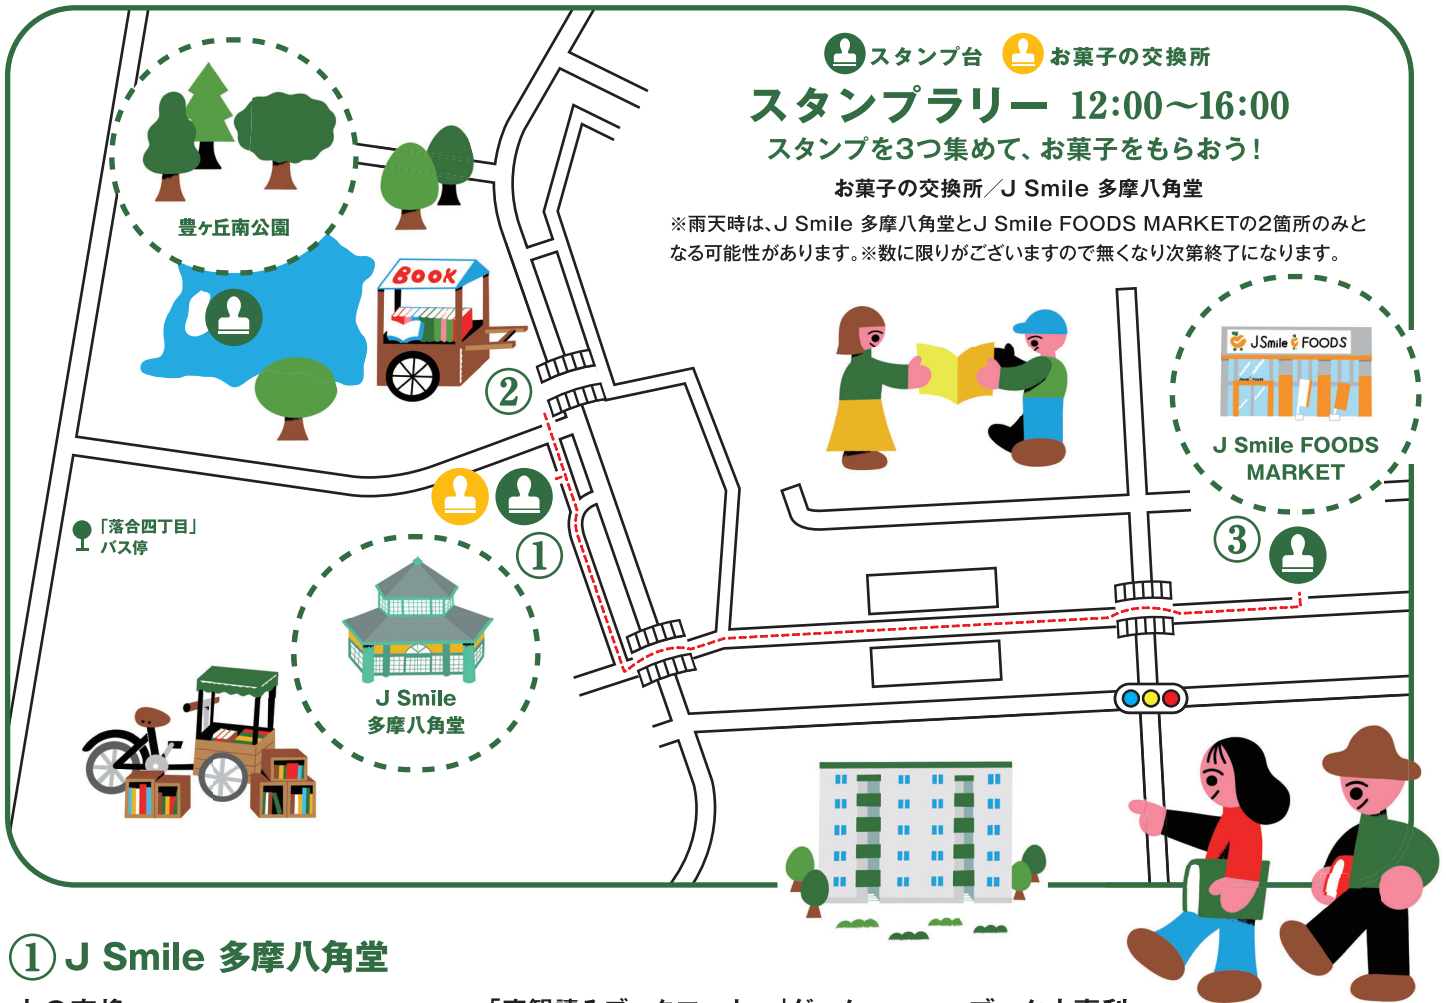 スタンプ台 お菓子の交換所
スタンプラリー 12:00〜16:00
スタンプを3つ集めて、お菓子をもらおう!
お菓子の交換所／J Smile 多摩八角堂
※雨天時は、J Smile 多摩八角堂とJ Smile FOODS MARKETの2箇所のみと
なる可能性があります。※数に限りがございますので無くなり次第終了になります。
豊ヶ丘南公園
BOOK
②
J Smile FOODS
J Smile FOODS
MARKET
③
「落合四丁目」
バス停
①
J Smile
多摩八角堂
① J Smile 多摩八角堂